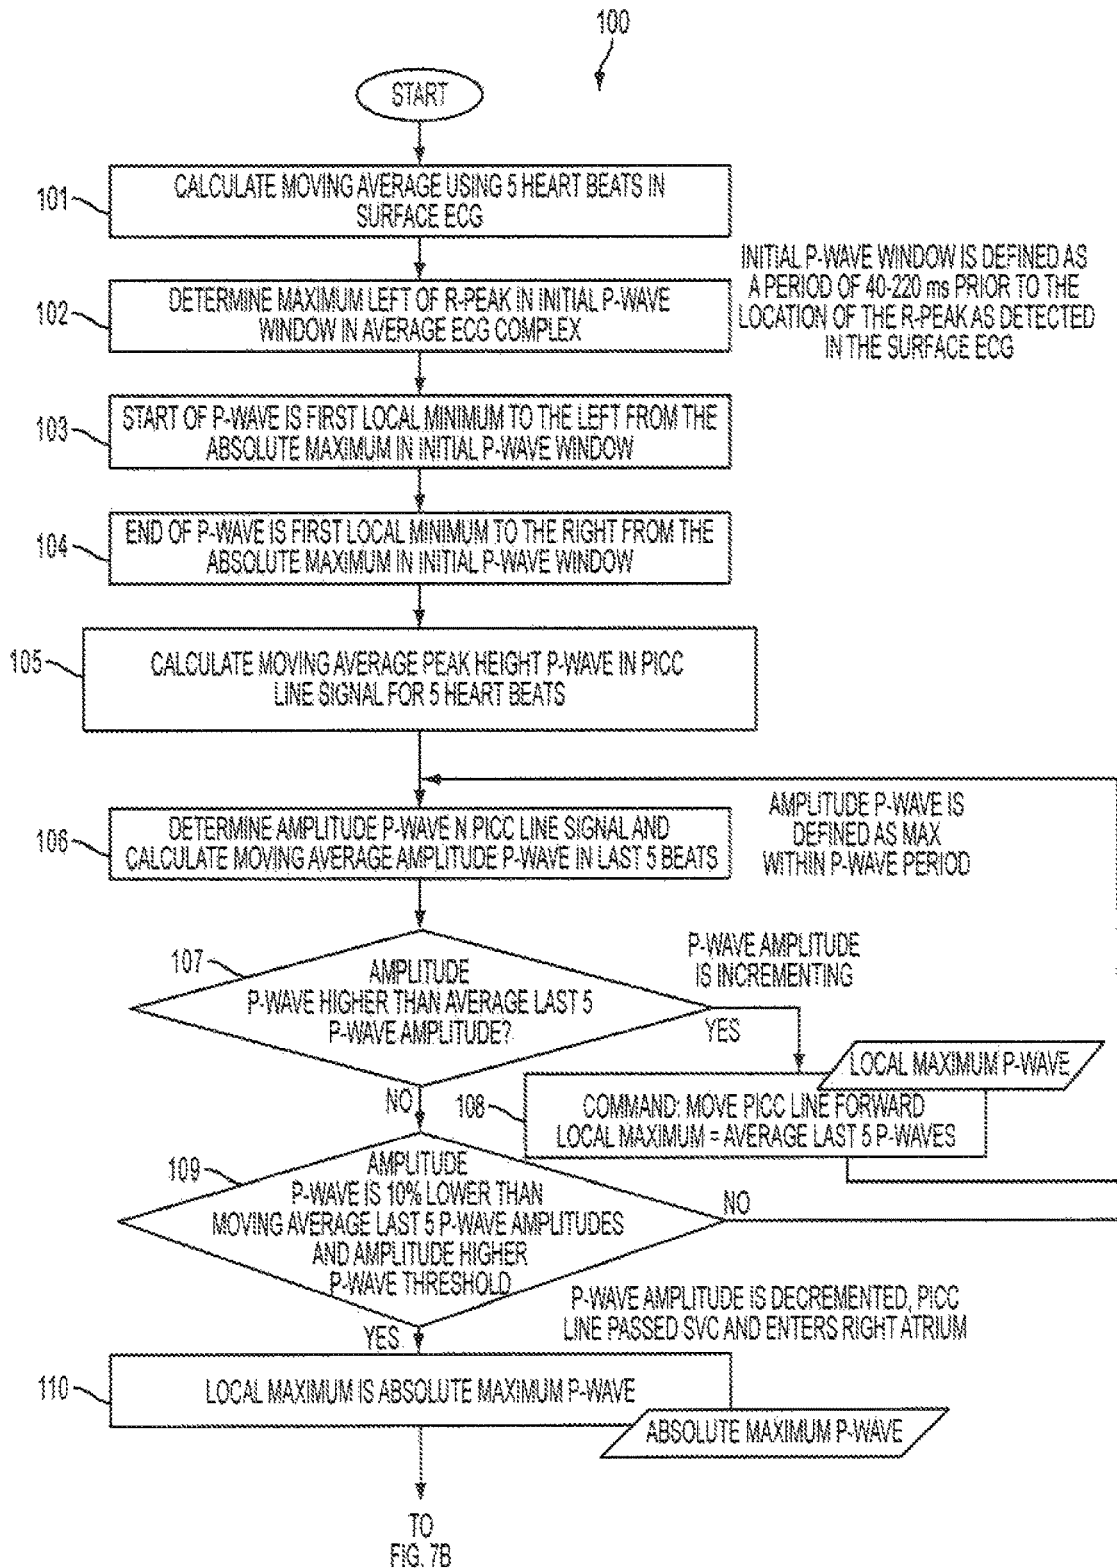 100
START
101
CALCULATE MOVING AVERAGE USING 5 HEART BEATS IN
SURFACE ECG
INITIAL P-WAVE WINDOW IS DEFINED AS
A PERIOD OF 40-220 ms PRIOR TO THE
LOCATION OF THE R-PEAK AS DETECTED
IN THE SURFACE ECG
102
DETERMINE MAXIMUM LEFT OF R-PEAK IN INITIAL P-WAVE
WINDOW IN AVERAGE ECG COMPLEX
103
START OF P-WAVE IS FIRST LOCAL MINIMUM TO THE LEFT FROM THE
ABSOLUTE MAXIMUM IN INITIAL P-WAVE WINDOW
104
END OF P-WAVE IS FIRST LOCAL MINIMUM TO THE RIGHT FROM THE
ABSOLUTE MAXIMUM IN INITIAL P-WAVE WINDOW
105
CALCULATE MOVING AVERAGE PEAK HEIGHT P-WAVE IN PICC
LINE SIGNAL FOR 5 HEART BEATS
106
DETERMINE AMPLITUDE P-WAVE N PICC LINE SIGNAL AND
CALCULATE MOVING AVERAGE AMPLITUDE P-WAVE IN LAST 5 BEATS
AMPLITUDE P-WAVE IS
DEFINED AS MAX
WITHIN P-WAVE PERIOD
107
AMPLITUDE
P-WAVE HIGHER THAN AVERAGE LAST 5
P-WAVE AMPLITUDE?
P-WAVE AMPLITUDE
IS INCREMENTING
YES
NO
LOCAL MAXIMUM P-WAVE
108
COMMAND: MOVE PICC LINE FORWARD
LOCAL MAXIMUM = AVERAGE LAST 5 P-WAVES
109
AMPLITUDE
P-WAVE IS 10% LOWER THAN
MOVING AVERAGE LAST 5 P-WAVE AMPLITUDES
AND AMPLITUDE HIGHER
P-WAVE THRESHOLD
NO
P-WAVE AMPLITUDE IS DECREMENTED, PICC
LINE PASSED SVC AND ENTERS RIGHT ATRIUM
YES
110
LOCAL MAXIMUM IS ABSOLUTE MAXIMUM P-WAVE
ABSOLUTE MAXIMUM P-WAVE
TO
FIG. 7B